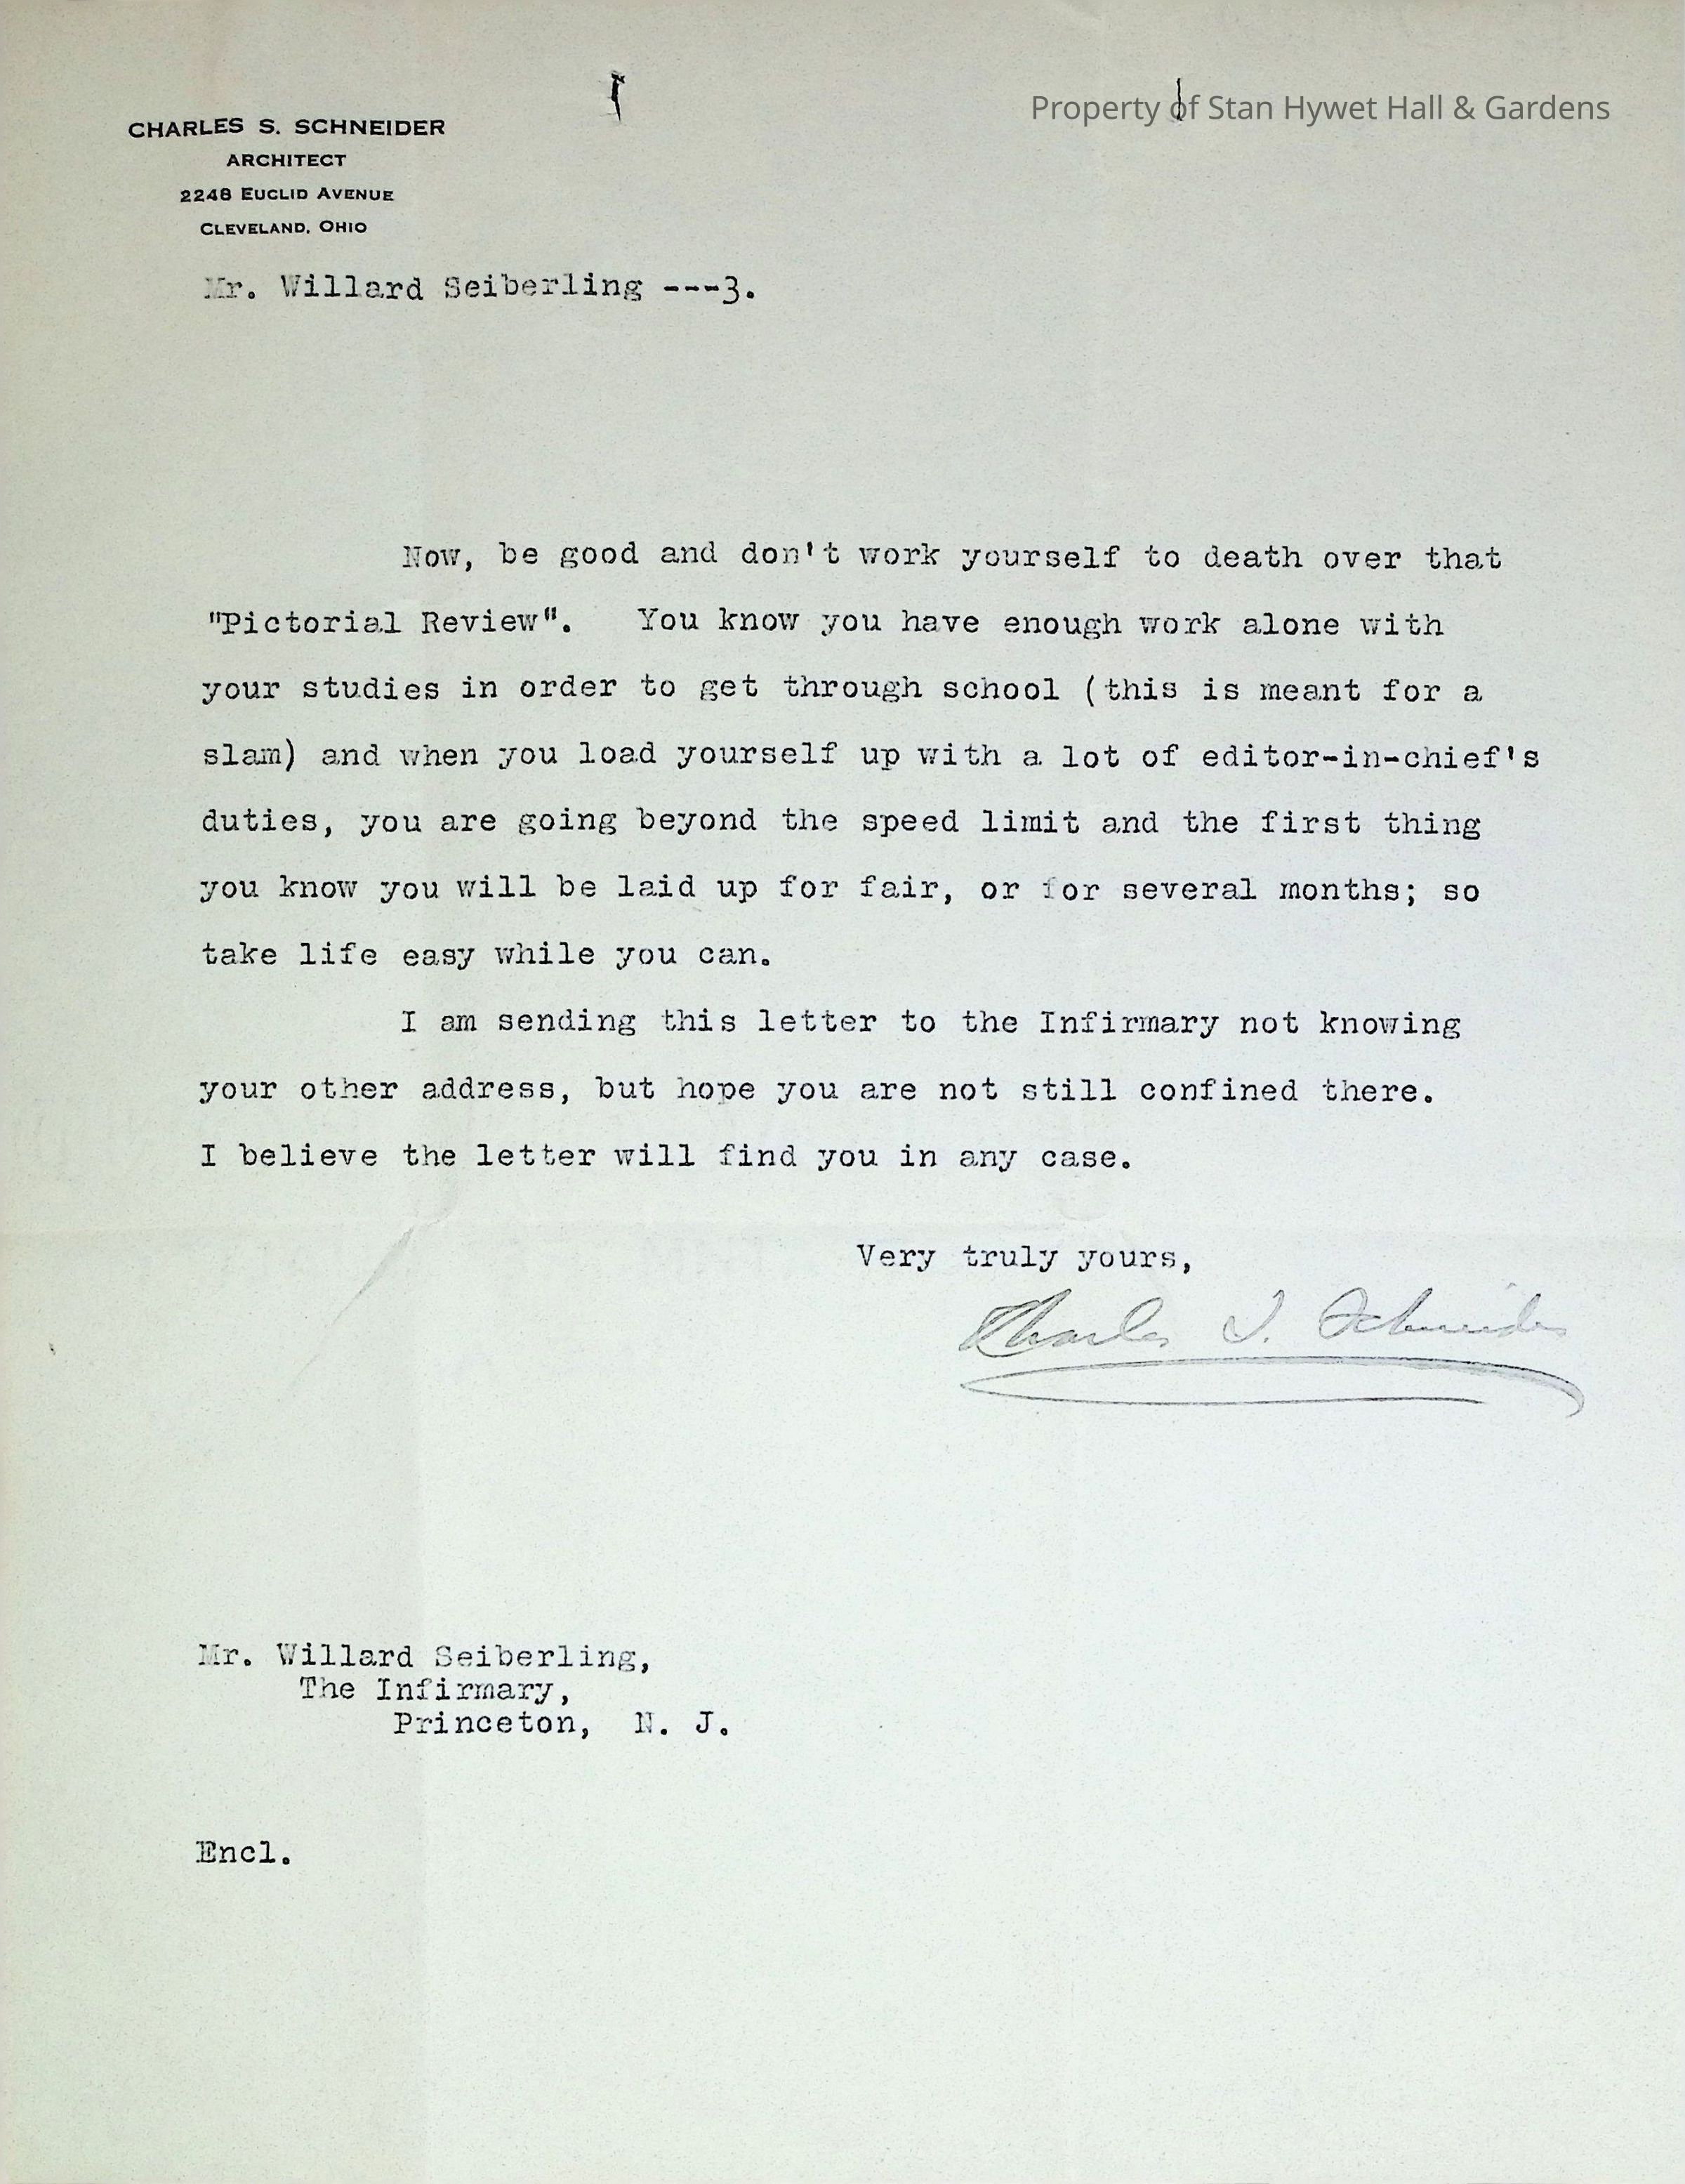 Property of Stan Hywet Hall & Gardens
CHARLES S. SCHNEIDER
ARCHITECT
2248 EUCLID AVENUE
CLEVELAND, OHIO
Mr. Willard Seiberling ---3.
Now, be good and don't work yourself to death over that
"Pictorial Review". You know you have enough work alone with
your studies in order to get through school (this is meant for a
slam) and when you load yourself up with a lot of editor-in-chief's
duties, you are going beyond the speed limit and the first thing
you know you will be laid up for fair, or for several months; so
take life easy while you can.
I am sending this letter to the Infirmary not knowing
your other address, but hope you are not still confined there.
I believe the letter will find you in any case.
Very truly yours,
Charles S. Schneider
Mr. Willard Seiberling,
The Infirmary,
Princeton, N. J.
Encl.